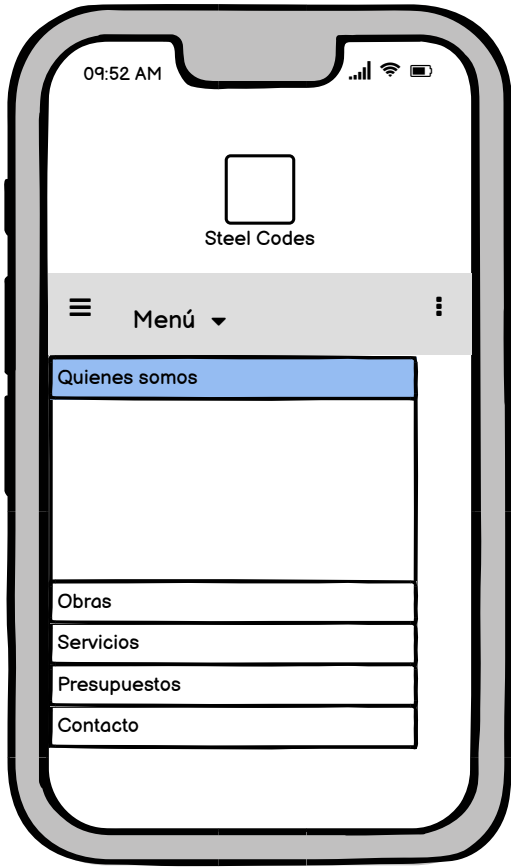 09:52 AM
Steel Codes
Menú
Quienes somos
Obras
Servicios
Presupuestos
Contacto